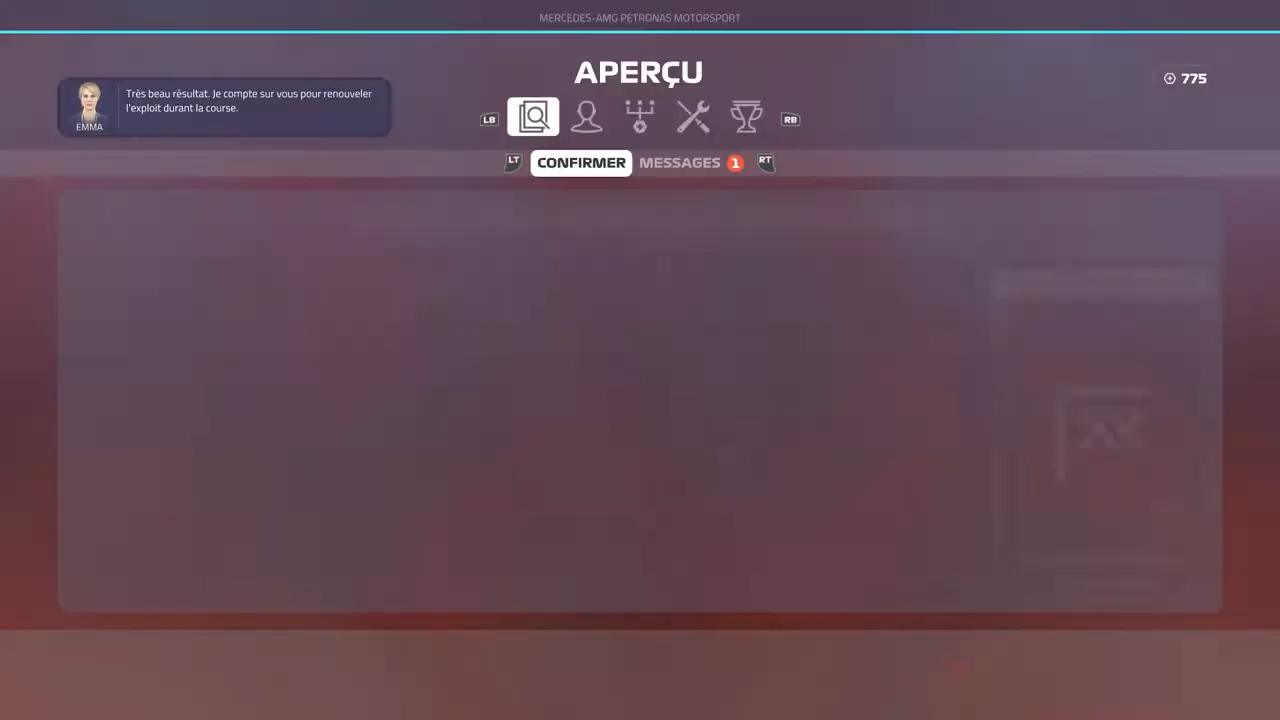 MERCEDES-AMG PETRONAS MOTORSPORT
APERÇU
775
Très beau résultat. Je compte sur vous pour renouveler
l'exploit durant la course.
EMMA
LB
RB
LT
CONFIRMER
MESSAGES 1
RT